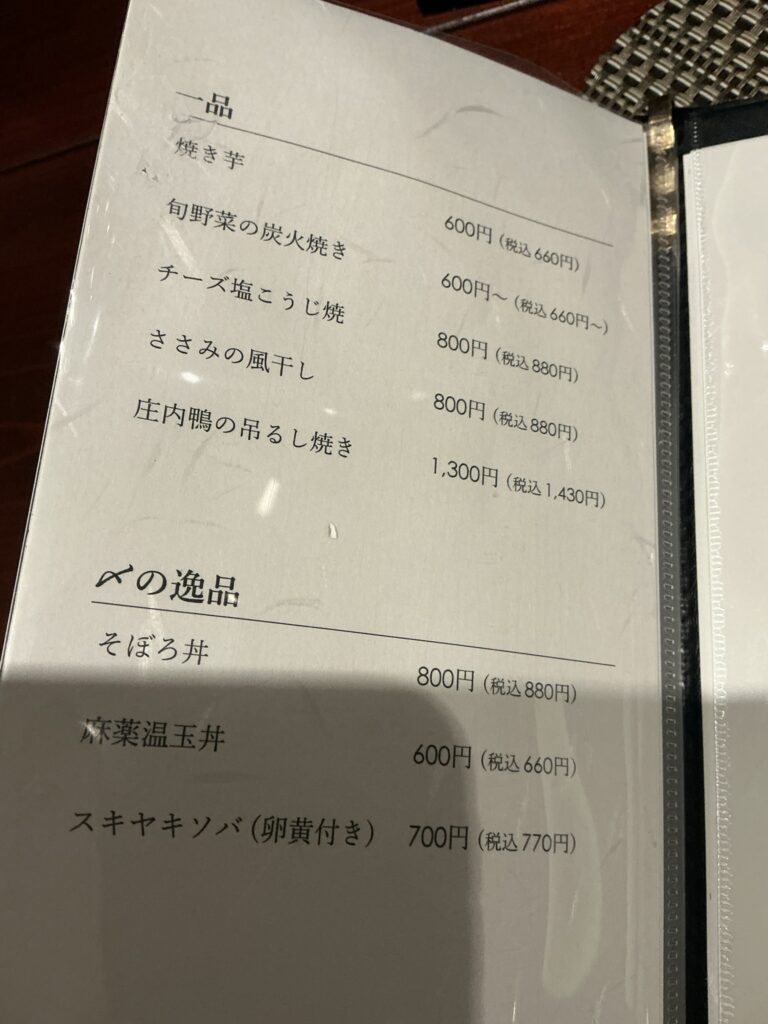 一品
焼き芋 600円 (税込660円)
旬野菜の炭火焼き 600円～ (税込660円～)
チーズ塩こうじ焼 800円 (税込880円)
ささみの風干し 800円 (税込880円)
庄内鴨の吊るし焼き 1,300円 (税込1,430円)
〆の逸品
そぼろ丼 800円 (税込880円)
麻薬温玉丼 600円 (税込660円)
スキヤキソバ (卵黄付き) 700円 (税込770円)